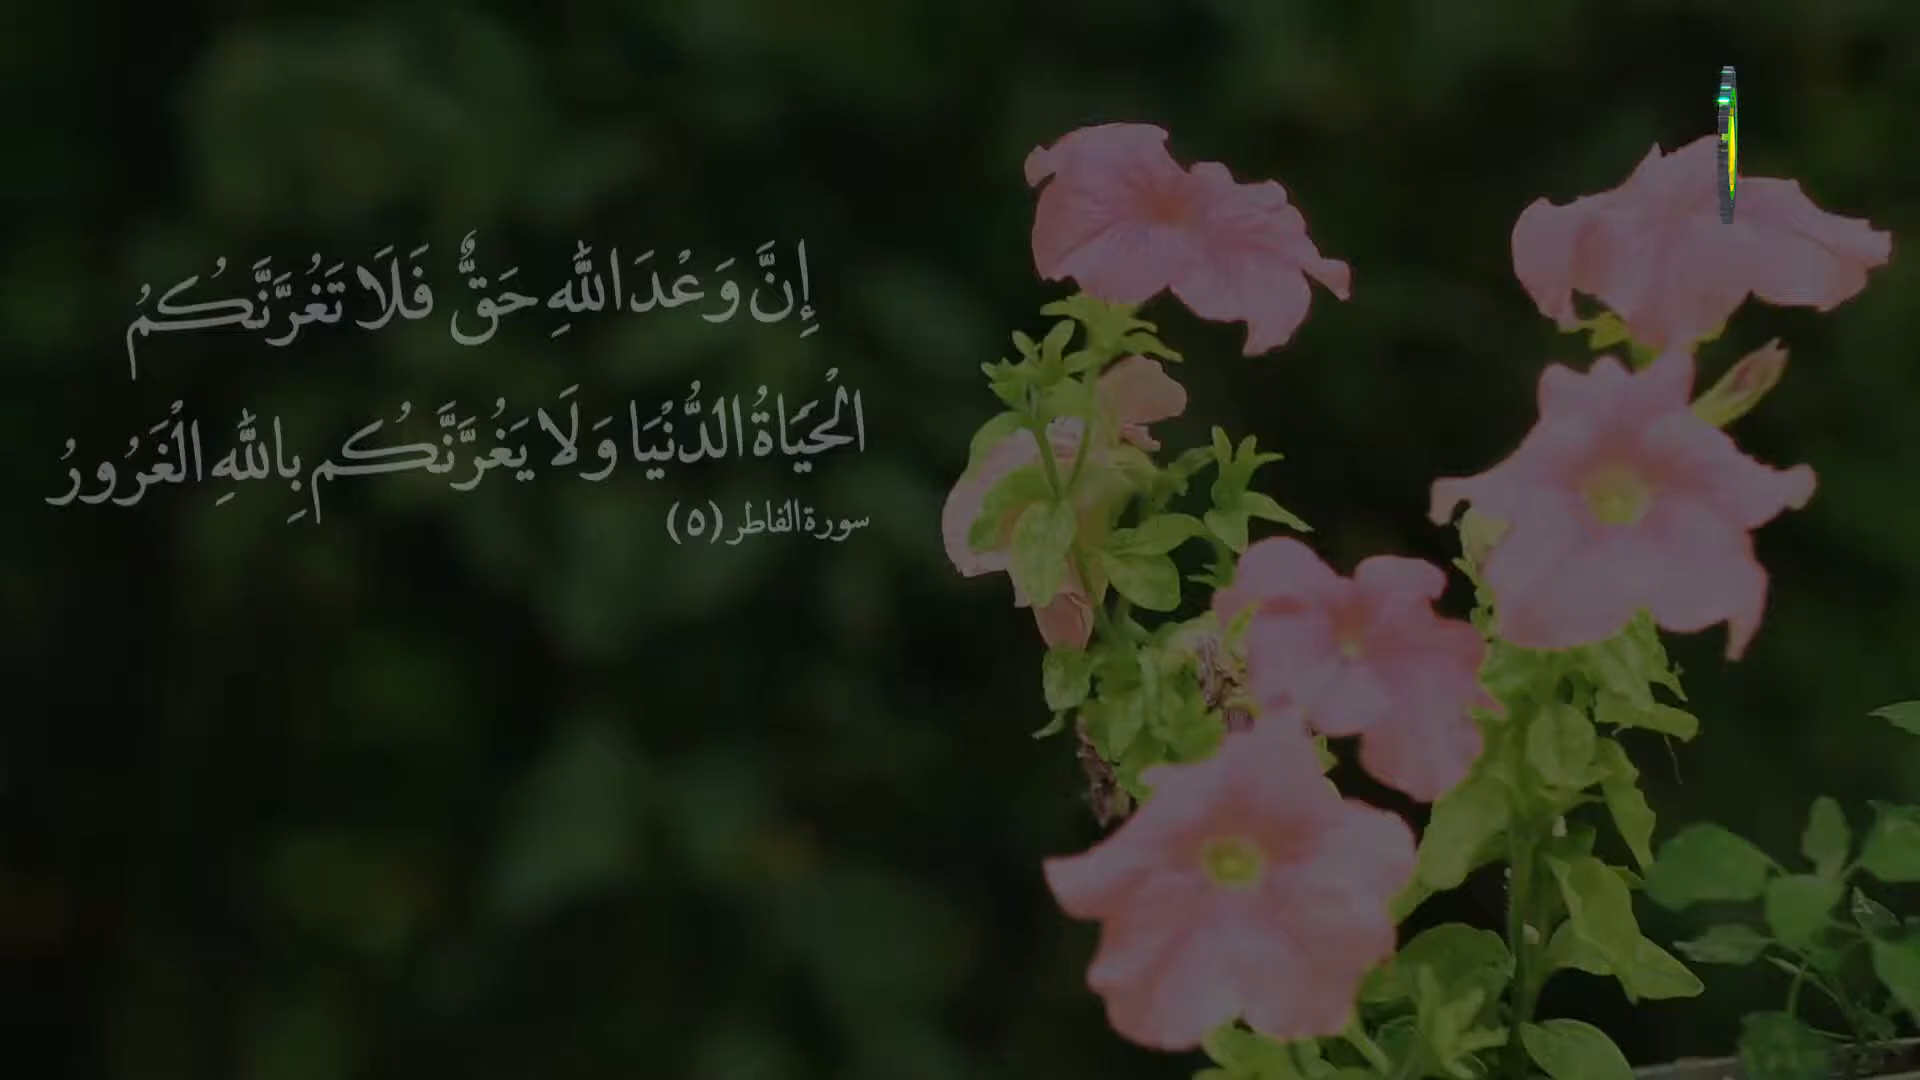 إِنَّ وَعْدَ اللّٰهِ حَقٌّ فَلَا تَغُرَّنَّكُمُ
الْحَيَاةُ الدُّنْيَا وَلَا يَغُرَّنَّكُم بِاللّٰهِ الْغَرُورُ
سورة الفاطر (٥)